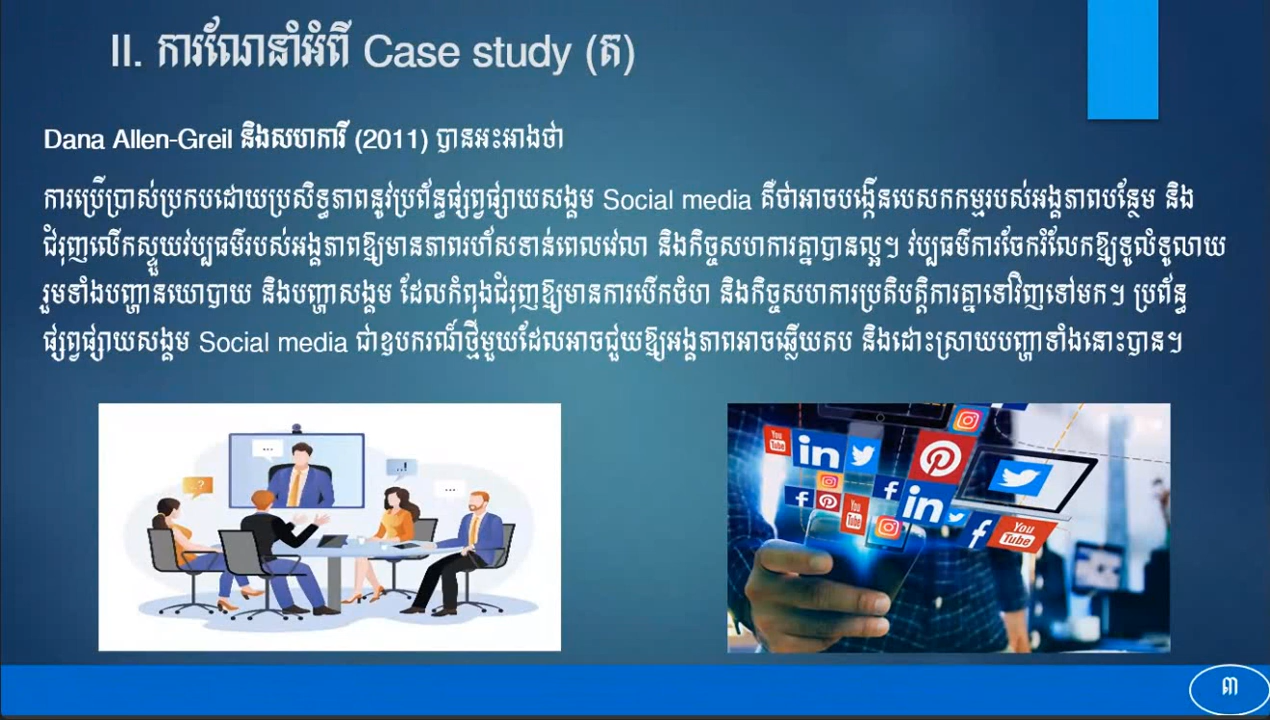 II. ការណែនាំអំពី Case study (ត)
Dana Allen-Greil និងសហការី (2011) បានអះអាងថា
ការប្រើប្រាស់ប្រកបដោយប្រសិទ្ធភាពនូវប្រព័ន្ធផ្សព្វផ្សាយសង្គម Social media គឺថាអាចបង្កើនបេសកកម្មរបស់អង្គភាពបន្ថែម និង
ជំរុញលើកស្ទួយវប្បធម៌របស់អង្គភាពឱ្យមានភាពរហ័សទាន់ពេលវេលា និងកិច្ចសហការគ្នាបានល្អ។ វប្បធម៌ការចែករំលែកឱ្យទូលំទូលាយ
រួមទាំងបញ្ហានយោបាយ និងបញ្ហាសង្គម ដែលកំពុងជំរុញឱ្យមានការបើកចំហ និងកិច្ចសហការប្រតិបត្តិការគ្នាទៅវិញទៅមក។ ប្រព័ន្ធ
ផ្សព្វផ្សាយសង្គម Social media ជាឧបករណ៍ថ្មីមួយដែលអាចជួយឱ្យអង្គភាពអាចឆ្លើយតប និងដោះស្រាយបញ្ហាទាំងនោះបាន។
You Tube
in
in
You Tube
You Tube
៣